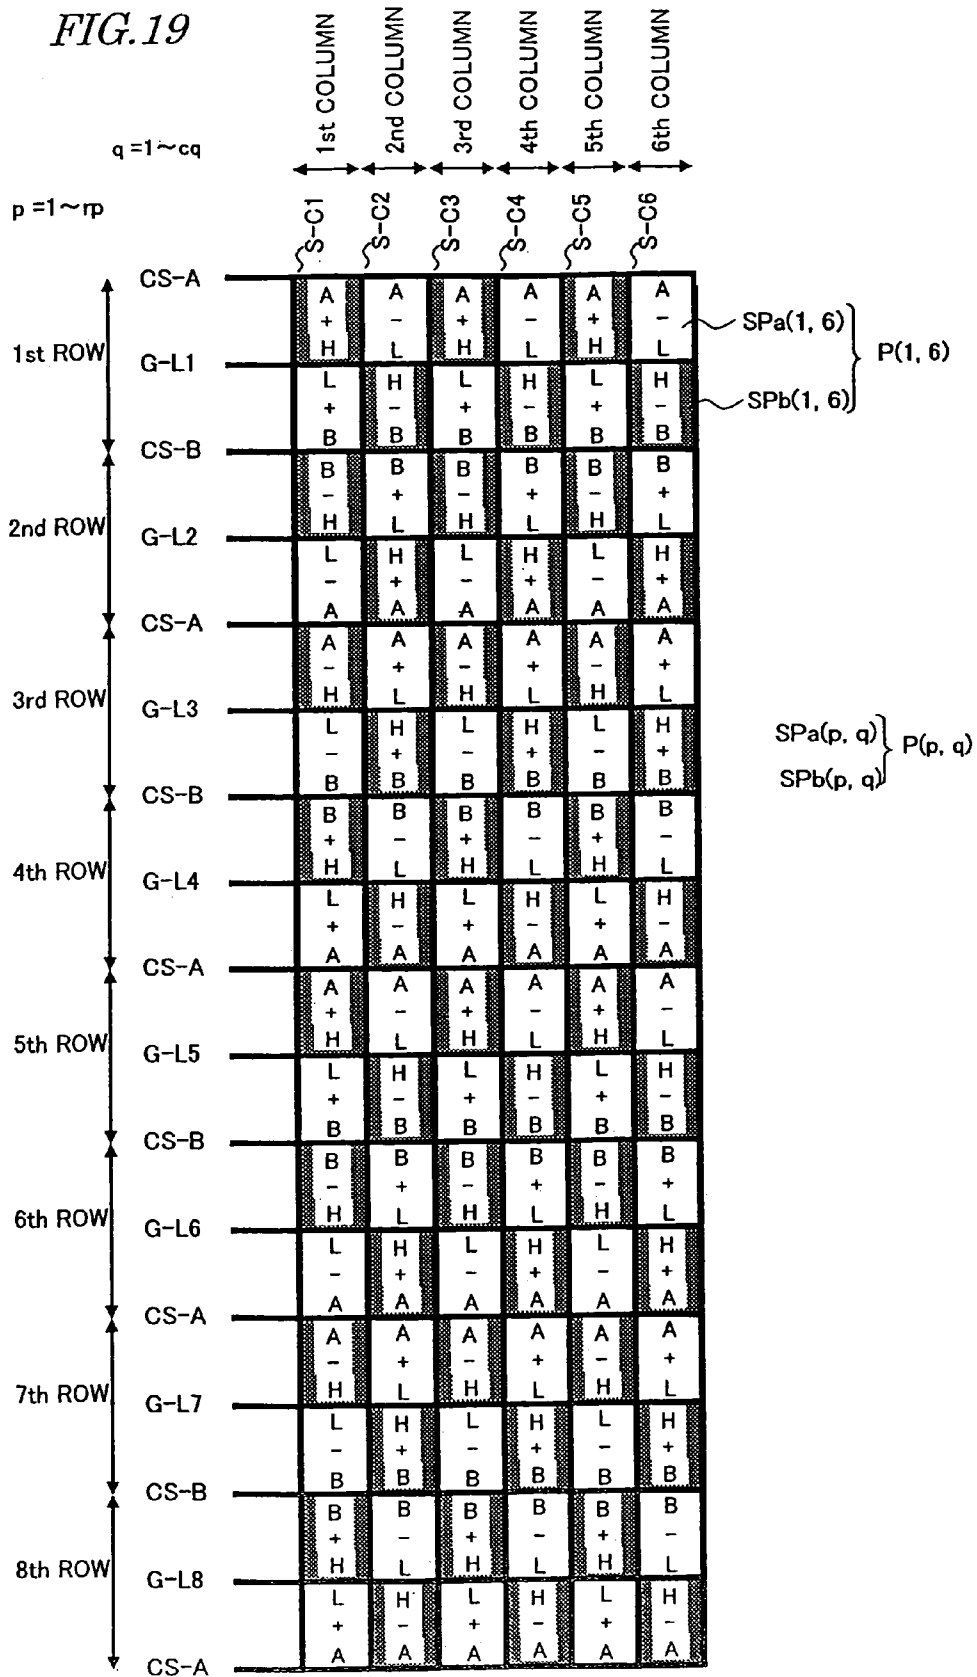 FIG.19
q =1~cq
1st COLUMN
2nd COLUMN
3rd COLUMN
4th COLUMN
5th COLUMN
6th COLUMN
p =1~rp
S-C1
S-C2
S-C3
S-C4
S-C5
S-C6
CS-A
A A A A A A
+ - + - + -
H L H L H L
SPa(1, 6)
1st ROW
P(1, 6)
G-L1
L H L H L H
+ - + - + -
B B B B B B
SPb(1, 6)
CS-B
B B B B B B
- + - + - +
H L H L H L
2nd ROW
G-L2
L H L H L H
- + - + - +
A A A A A A
CS-A
A A A A A A
- + - + - +
H L H L H L
3rd ROW
G-L3
L H L H L H
- + - + - +
B B B B B B
SPa(p, q)
P(p, q)
SPb(p, q)
CS-B
B B B B B B
+ - + - + -
H L H L H L
4th ROW
G-L4
L H L H L H
+ - + - + -
A A A A A A
CS-A
A A A A A A
+ - + - + -
H L H L H L
5th ROW
G-L5
L H L H L H
+ - + - + -
B B B B B B
CS-B
B B B B B B
- + - + - +
H L H L H L
6th ROW
G-L6
L H L H L H
- + - + - +
A A A A A A
CS-A
A A A A A A
- + - + - +
H L H L H L
7th ROW
G-L7
L H L H L H
- + - + - +
B B B B B B
CS-B
B B B B B B
+ - + - + -
H L H L H L
8th ROW
G-L8
L H L H L H
+ - + - + -
A A A A A A
CS-A